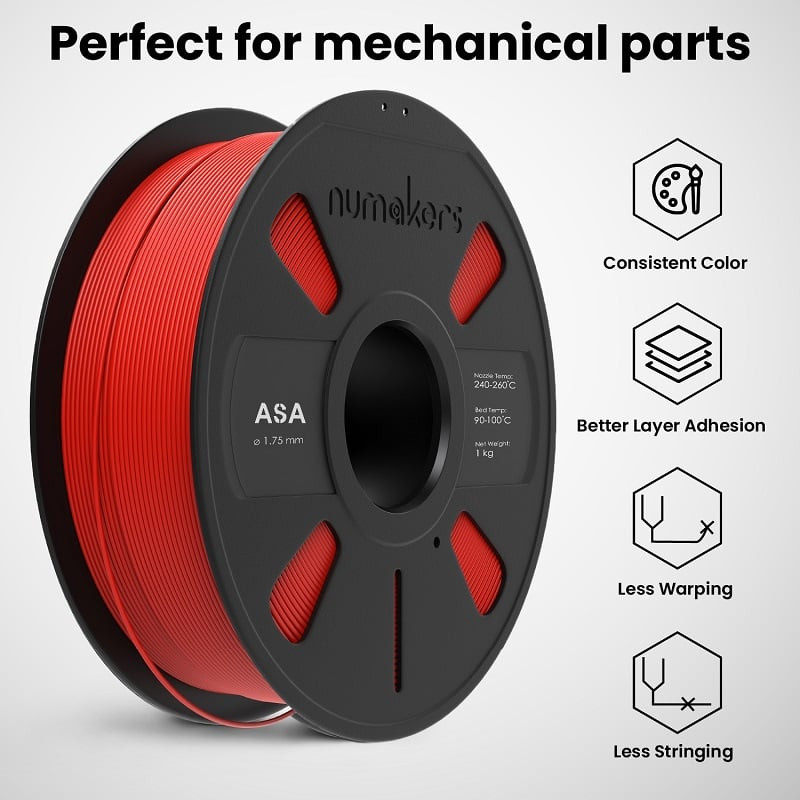 Perfect for mechanical parts
numakers
ASA
⌀ 1.75 mm
Nozzle Temp:
240-260°C
Bed Temp:
90-100°C
Net Weight:
1 kg
Consistent Color
Better Layer Adhesion
Less Warping
Less Stringing